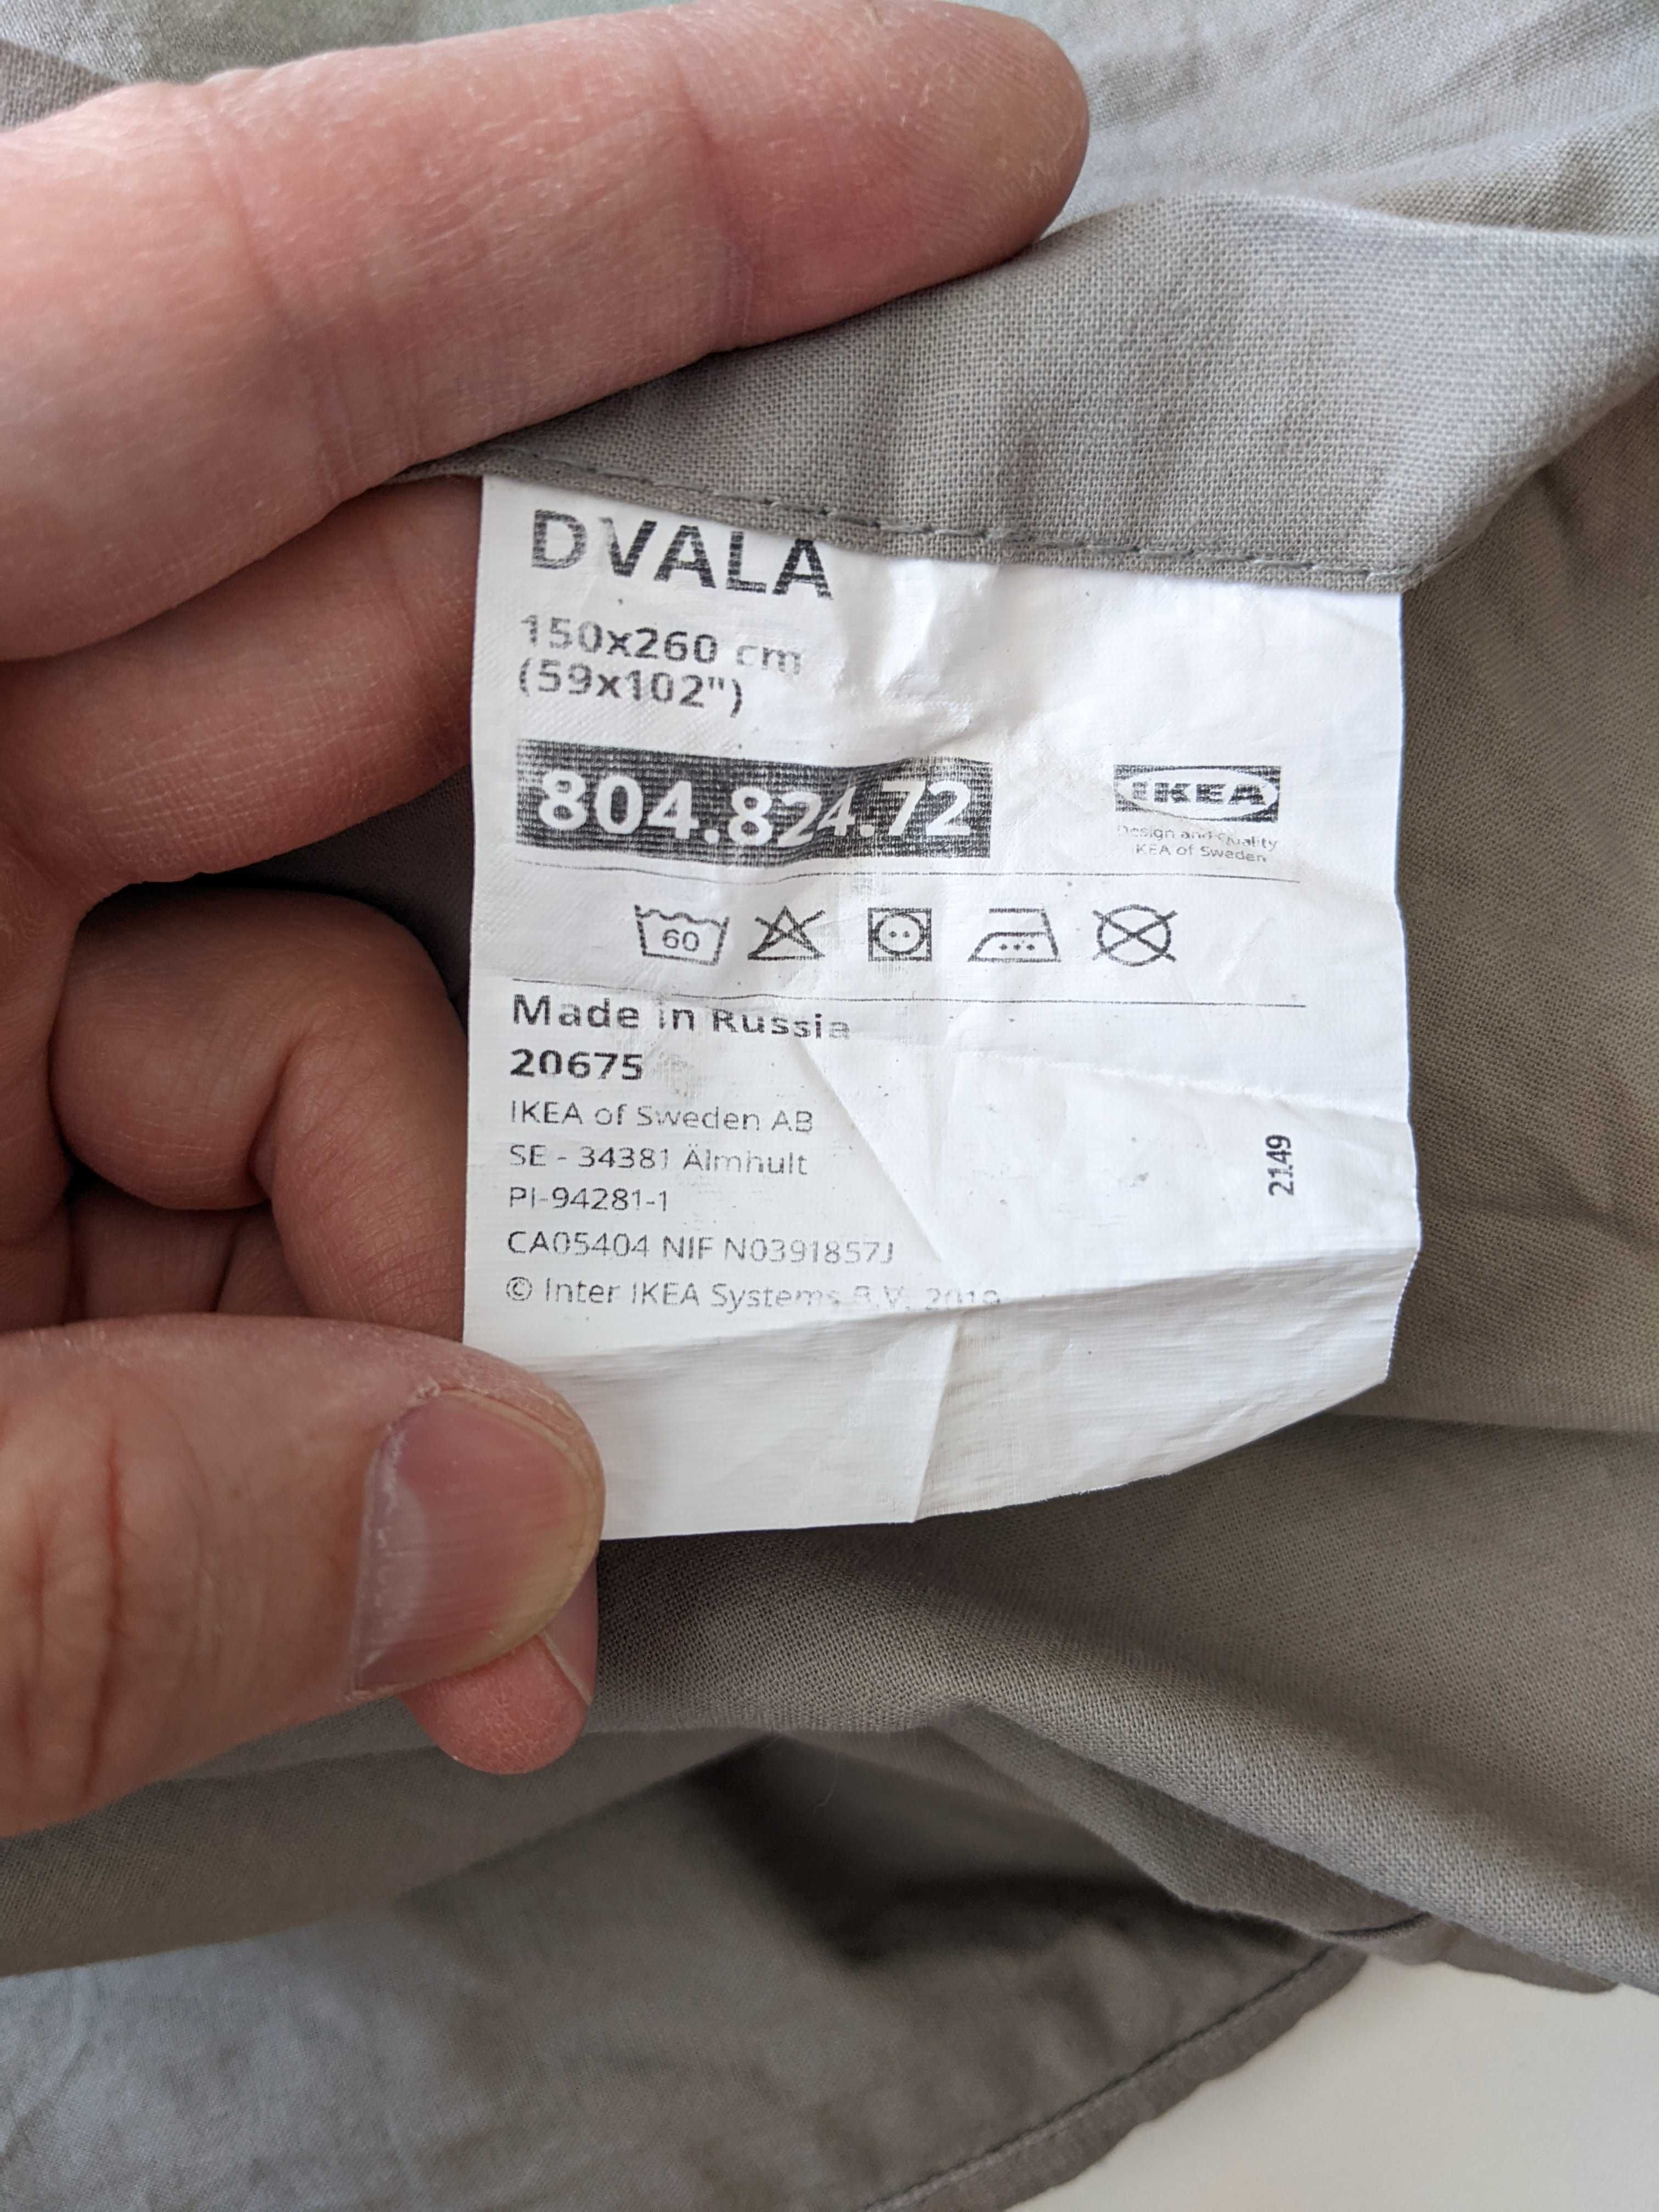 DVALA
150x260 cm
(59x102")
804.824.72
IKEA
Design and Quality
IKEA of Sweden
60
Made in Russia
20675
IKEA of Sweden AB
SE - 34381 Älmhult
PI-94281-1
CA05404 NIF N0391857J
© Inter IKEA Systems B.V. 2019
2149